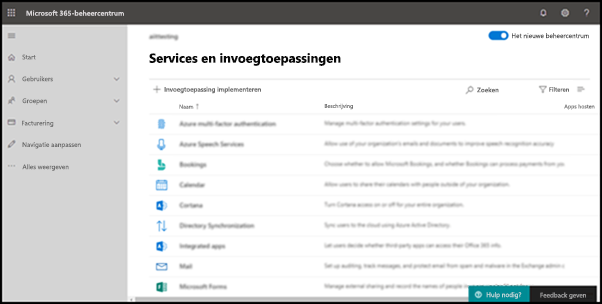 Microsoft 365-beheercentrum
alttesting
Het nieuwe beheercentrum
Start
Gebruikers
Groepen
Facturering
Navigatie aanpassen
Alles weergeven
Services en invoegtoepassingen
Invoegtoepassing implementeren
Zoeken
Filteren
Naam ↑
Beschrijving
Apps hosten
Azure multi-factor authentication
Manage multi-factor authentication settings for your users.
Azure Speech Services
Allow use of your organization's emails and documents to improve speech recognition accuracy.
Bookings
Choose whether to allow Microsoft Bookings, and whether Bookings can process payments from you
Calendar
Allow users to share their calendars with people outside of your organization.
Cortana
Turn Cortana access on or off for your entire organization.
Directory Synchronization
Sync users to the cloud using Azure Active Directory.
Integrated apps
Let users decide whether third-party apps can access their Office 365 info.
Mail
Set up auditing, track messages, and protect email from spam and malware in the Exchange admin c
Microsoft Forms
Manage external sharing and record the names of people in
Hulp nodig?
Feedback geven